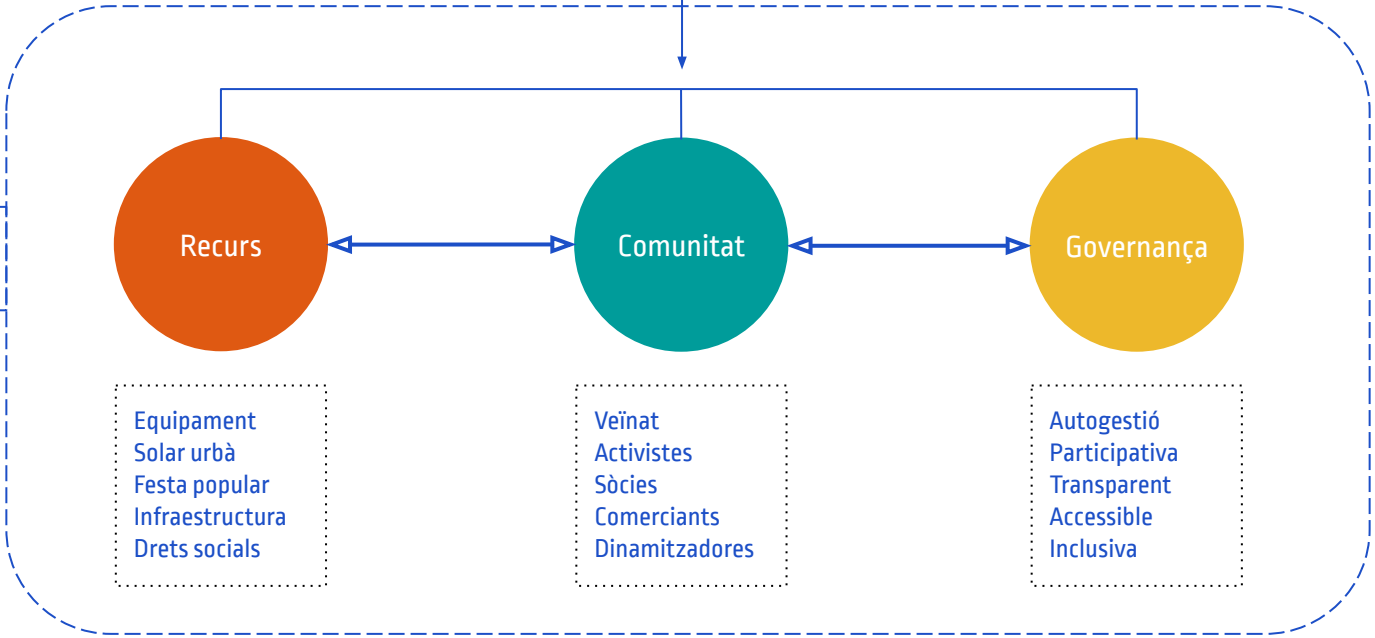 Recurs
Comunitat
Governança
Equipament
Solar urbà
Festa popular
Infraestructura
Drets socials
Veïnat
Activistes
Sòcies
Comerciants
Dinamitzadores
Autogestió
Participativa
Transparent
Accessible
Inclusiva